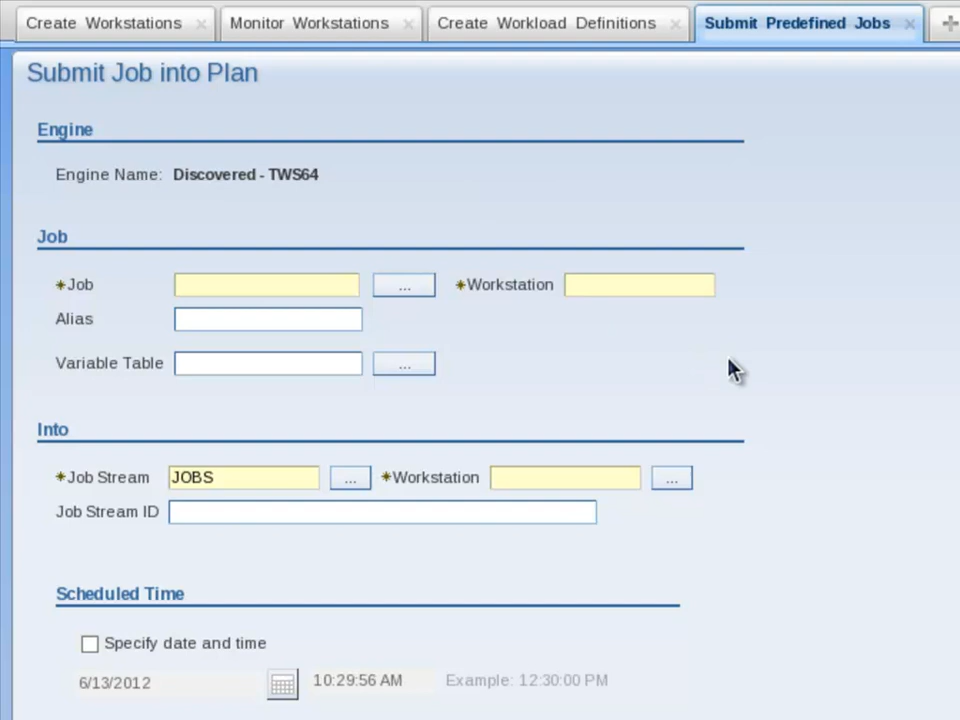 Create Workstations Monitor Workstations Create Workload Definitions Submit Predefined Jobs
Submit Job into Plan
Engine
Engine Name: Discovered - TWS64
Job
*Job ... *Workstation
Alias
Variable Table ...
Into
*Job Stream JOBS ... *Workstation ...
Job Stream ID
Scheduled Time
Specify date and time
6/13/2012 10:29:56 AM Example: 12:30:00 PM